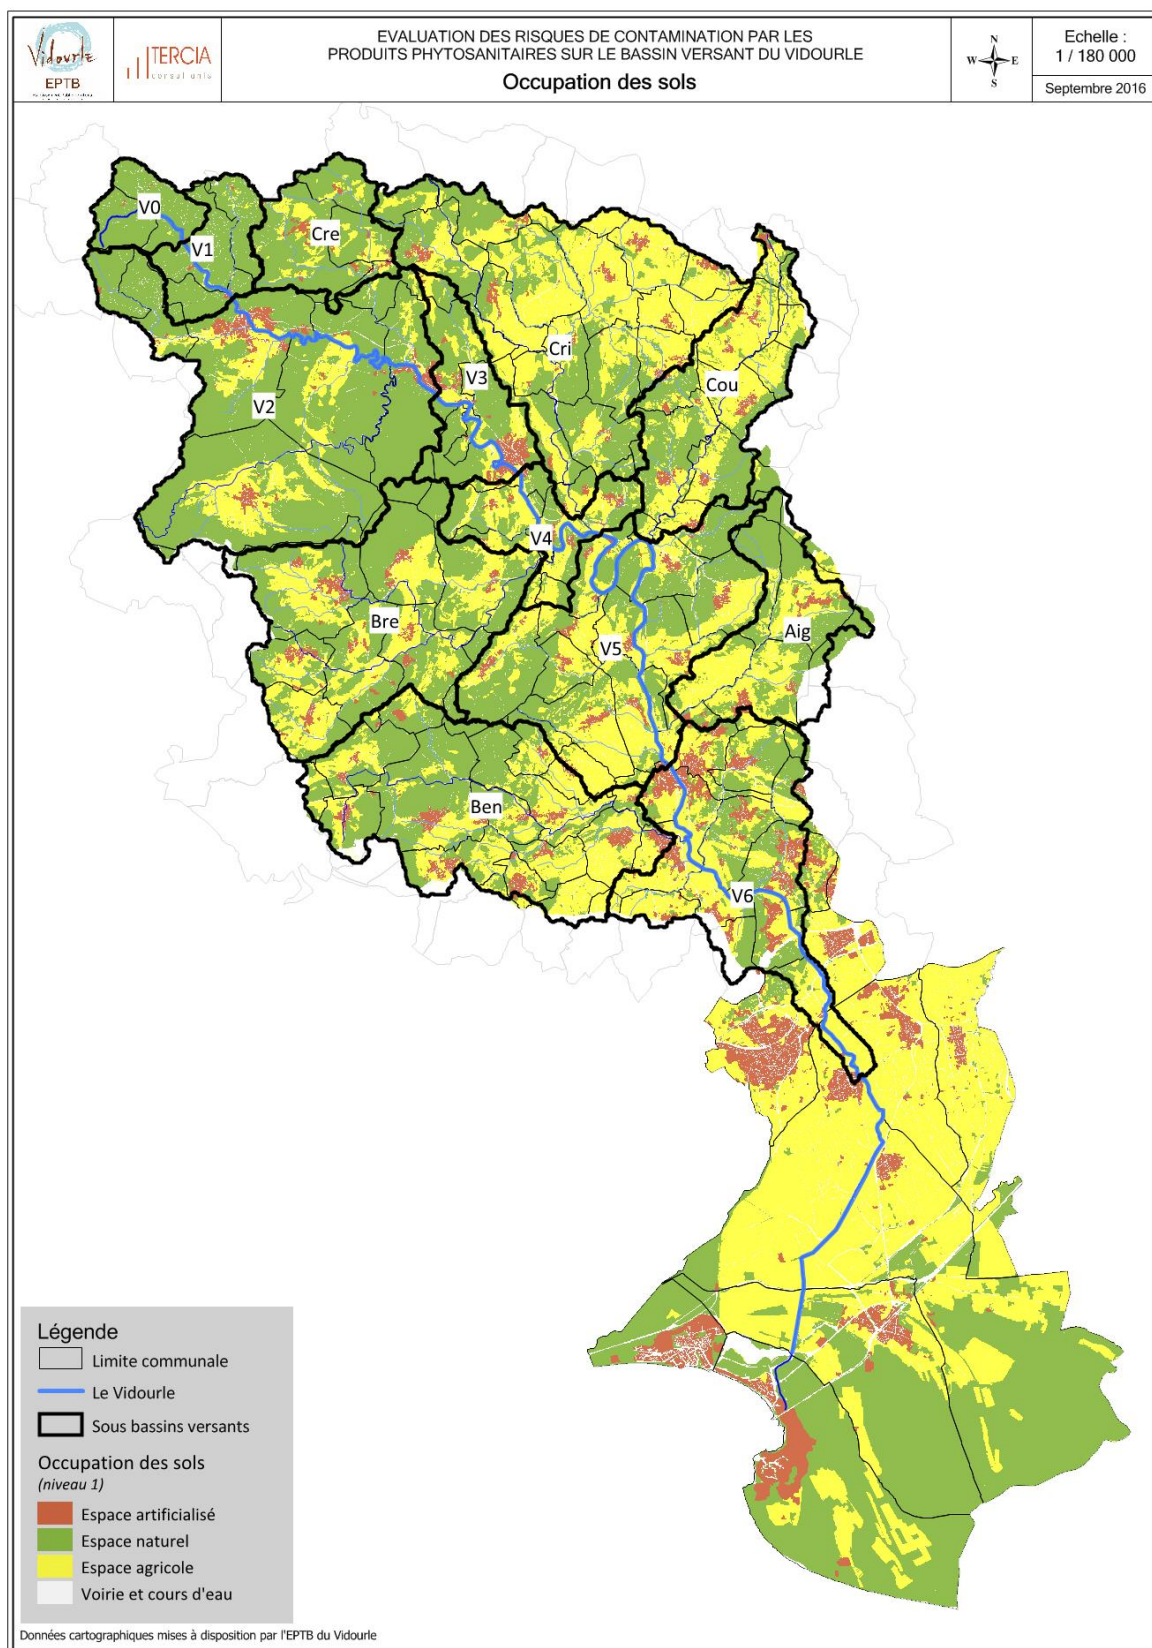 Vidourle
EPTB
TERCIA
consultants
EVALUATION DES RISQUES DE CONTAMINATION PAR LES
PRODUITS PHYTOSANITAIRES SUR LE BASSIN VERSANT DU VIDOURLE
Occupation des sols
N
W
E
S
Echelle :
1 / 180 000
Septembre 2016
V0
V1
Cre
Cri
V3
Cou
V2
V4
Bre
V5
Aig
Ben
V6
Légende
Limite communale
Le Vidourle
Sous bassins versants
Occupation des sols
(niveau 1)
Espace artificialisé
Espace naturel
Espace agricole
Voirie et cours d'eau
Données cartographiques mises à disposition par l'EPTB du Vidourle